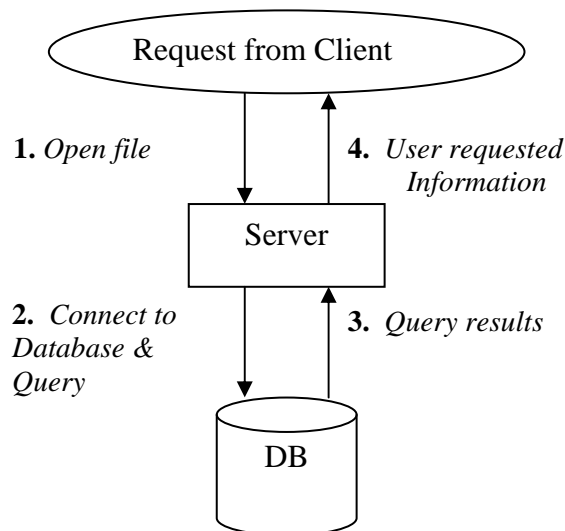 Request from Client
1. Open file
4. User requested
Information
Server
2. Connect to
Database &
Query
3. Query results
DB